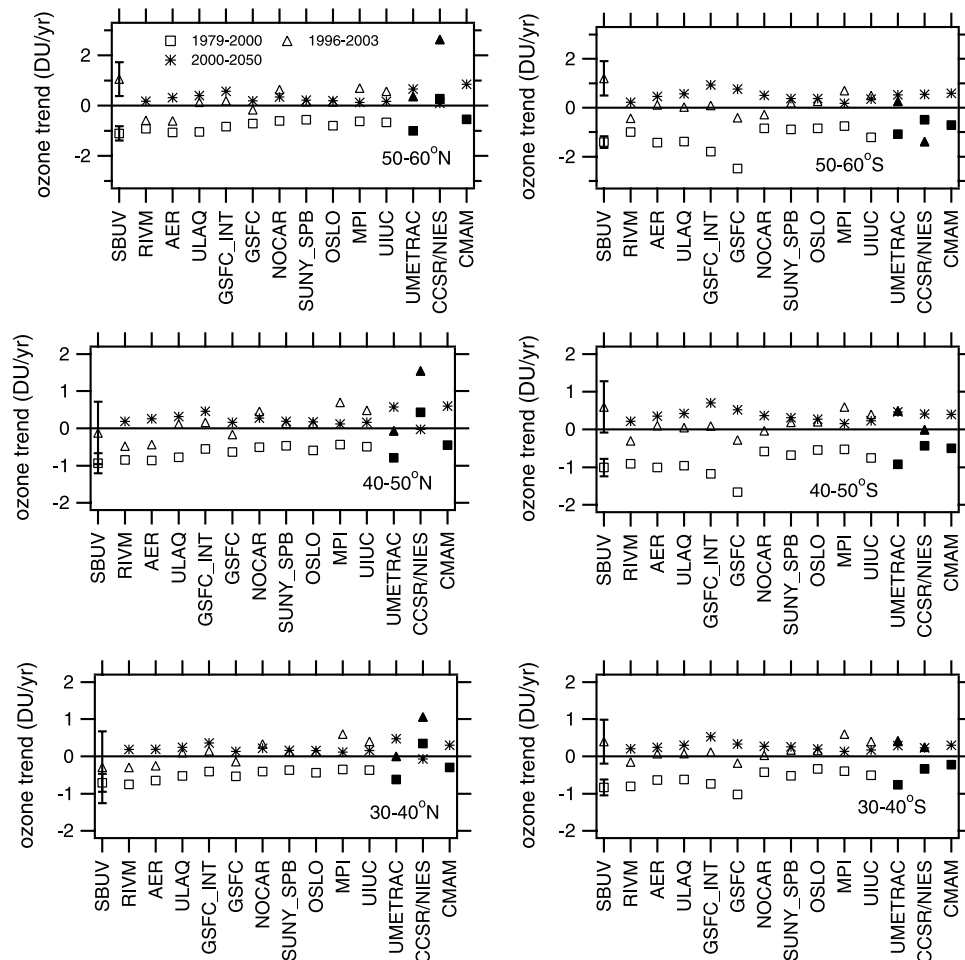 ozone trend (DU/yr)
2
0
-2
□ 1979-2000 △ 1996-2003
✳ 2000-2050
50-60°N
SBUV
RIVM
AER
ULAQ
GSFC_INT
GSFC
NOCAR
SUNY_SPB
OSLO
MPI
UIUC
UMETRAC
CCSR/NIES
CMAM
ozone trend (DU/yr)
2
0
-2
50-60°S
SBUV
RIVM
AER
ULAQ
GSFC_INT
GSFC
NOCAR
SUNY_SPB
OSLO
MPI
UIUC
UMETRAC
CCSR/NIES
CMAM
ozone trend (DU/yr)
2
1
0
-1
-2
40-50°N
SBUV
RIVM
AER
ULAQ
GSFC_INT
GSFC
NOCAR
SUNY_SPB
OSLO
MPI
UIUC
UMETRAC
CCSR/NIES
CMAM
ozone trend (DU/yr)
2
1
0
-1
-2
40-50°S
SBUV
RIVM
AER
ULAQ
GSFC_INT
GSFC
NOCAR
SUNY_SPB
OSLO
MPI
UIUC
UMETRAC
CCSR/NIES
CMAM
ozone trend (DU/yr)
2
1
0
-1
-2
30-40°N
SBUV
RIVM
AER
ULAQ
GSFC_INT
GSFC
NOCAR
SUNY_SPB
OSLO
MPI
UIUC
UMETRAC
CCSR/NIES
CMAM
ozone trend (DU/yr)
2
1
0
-1
-2
30-40°S
SBUV
RIVM
AER
ULAQ
GSFC_INT
GSFC
NOCAR
SUNY_SPB
OSLO
MPI
UIUC
UMETRAC
CCSR/NIES
CMAM